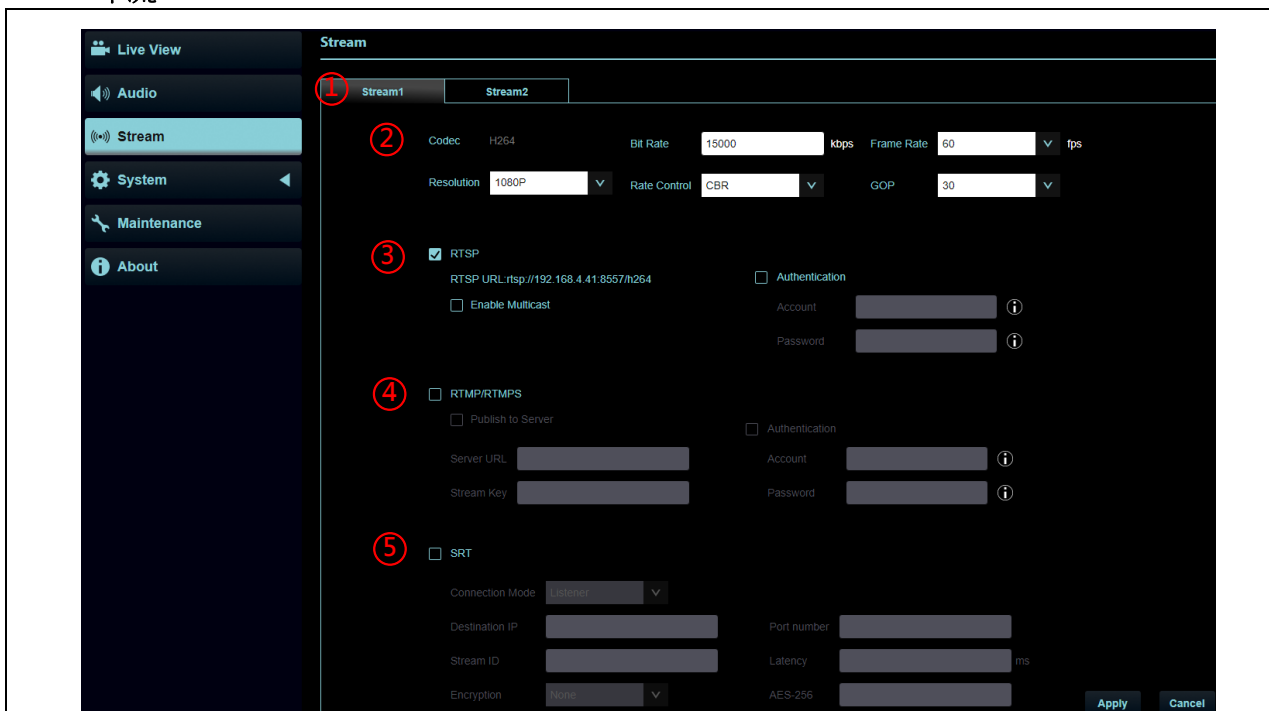 Live View
Audio
Stream
System
Maintenance
About
Stream
① Stream1 Stream2
② Codec H264 Bit Rate 15000 kbps Frame Rate 60 fps
Resolution 1080P Rate Control CBR GOP 30
③ RTSP
RTSP URL:rtsp://192.168.4.41:8557/h264 Authentication
Enable Multicast Account
Password
④ RTMP/RTMPS
Publish to Server Authentication
Server URL Account
Stream Key Password
⑤ SRT
Connection Mode Listener
Destination IP Port number
Stream ID Latency ms
Encryption None AES-256
Apply Cancel